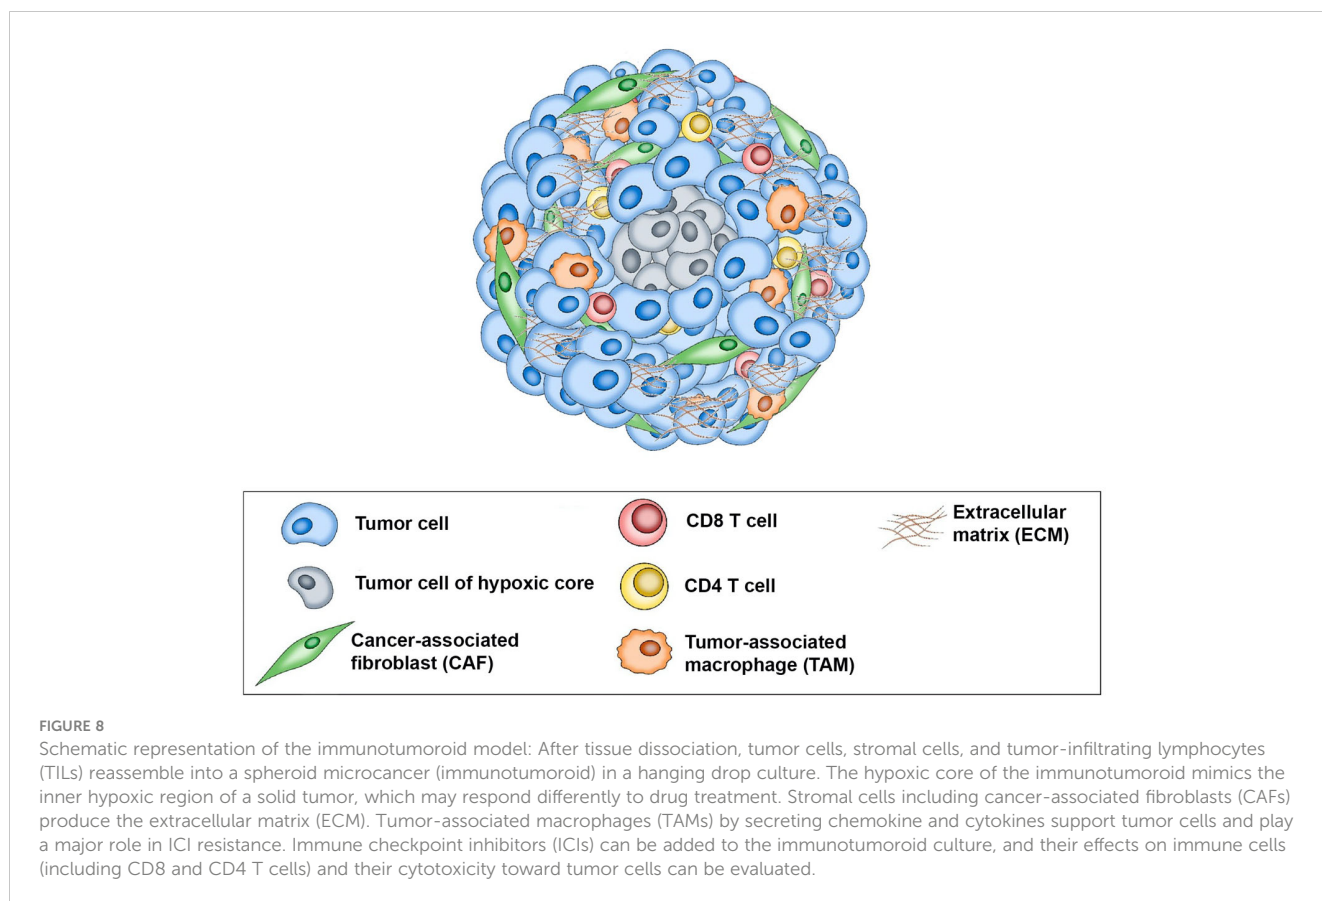 Tumor cell
CD8 T cell
Extracellular
matrix (ECM)
Tumor cell of hypoxic core
CD4 T cell
Cancer-associated
fibroblast (CAF)
Tumor-associated
macrophage (TAM)
FIGURE 8
Schematic representation of the immunotumoroid model: After tissue dissociation, tumor cells, stromal cells, and tumor-infiltrating lymphocytes
(TILs) reassemble into a spheroid microcancer (immunotumoroid) in a hanging drop culture. The hypoxic core of the immunotumoroid mimics the
inner hypoxic region of a solid tumor, which may respond differently to drug treatment. Stromal cells including cancer-associated fibroblasts (CAFs)
produce the extracellular matrix (ECM). Tumor-associated macrophages (TAMs) by secreting chemokine and cytokines support tumor cells and play
a major role in ICI resistance. Immune checkpoint inhibitors (ICIs) can be added to the immunotumoroid culture, and their effects on immune cells
(including CD8 and CD4 T cells) and their cytotoxicity toward tumor cells can be evaluated.